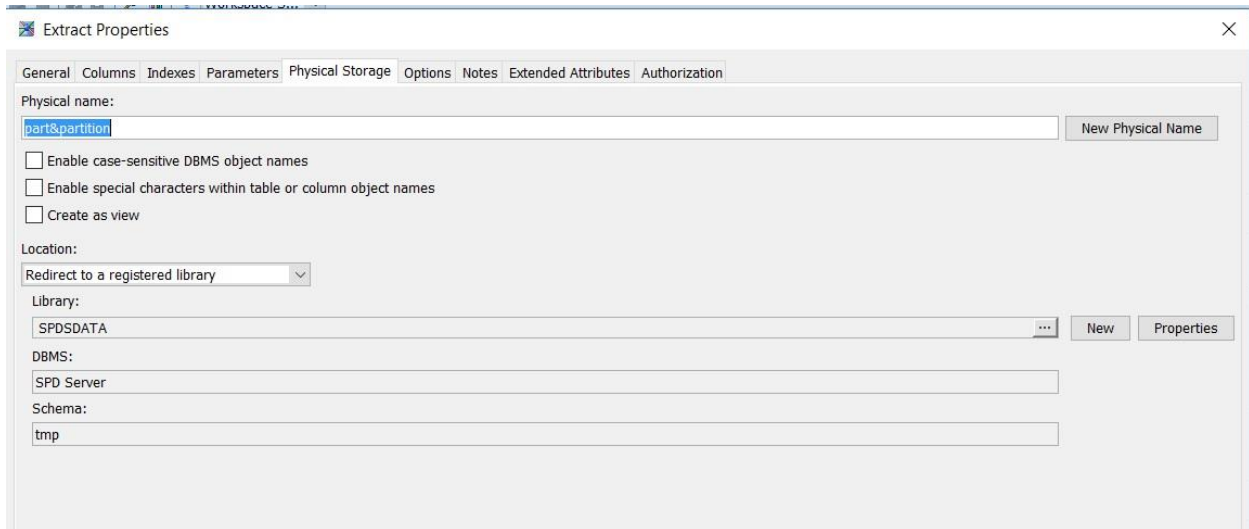 Extract Properties
General Columns Indexes Parameters Physical Storage Options Notes Extended Attributes Authorization
Physical name:
part&partition New Physical Name
Enable case-sensitive DBMS object names
Enable special characters within table or column object names
Create as view
Location:
Redirect to a registered library
Library:
SPDSDATA ... New Properties
DBMS:
SPD Server
Schema:
tmp